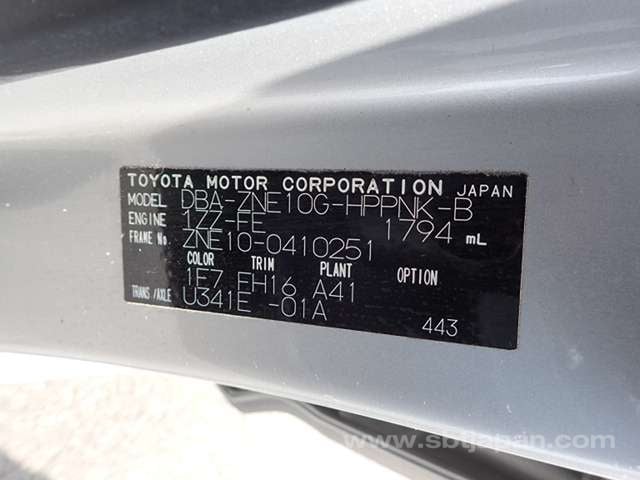 TOYOTA MOTOR CORPORATION JAPAN
MODEL DBA-ZNE10G-HPPNK-B
ENGINE 1ZZ-FE 1794 mL
FRAME No. ZNE10-0410251
COLOR TRIM PLANT OPTION
1F7 FH16 A41
TRANS/AXLE U341E -01A
443
www.sbtjapan.com